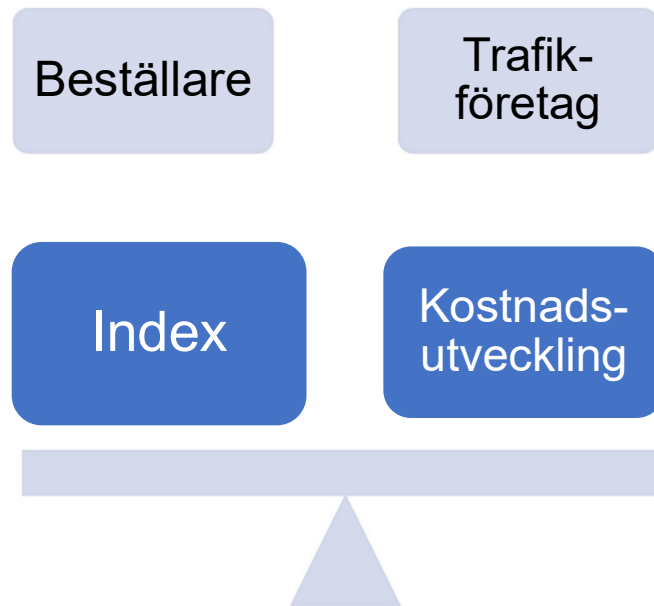 Beställare
Trafik-
företag
Index
Kostnads-
utveckling